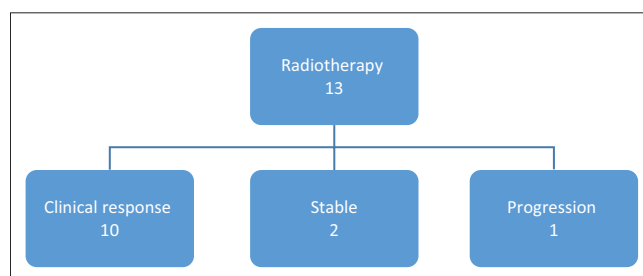 Radiotherapy
13
Clinical response
10
Stable
2
Progression
1